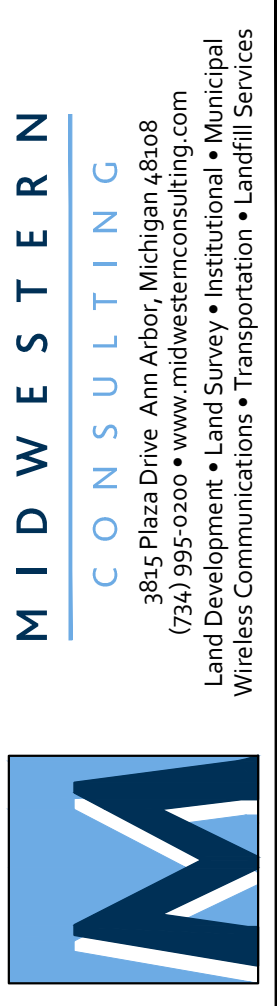 MIDWESTERN
CONSULTING
3815 Plaza Drive Ann Arbor, Michigan 48108
(734) 995-0200 • www.midwesternconsulting.com
Land Development • Land Survey • Institutional • Municipal
Wireless Communications • Transportation • Landfill Services
M